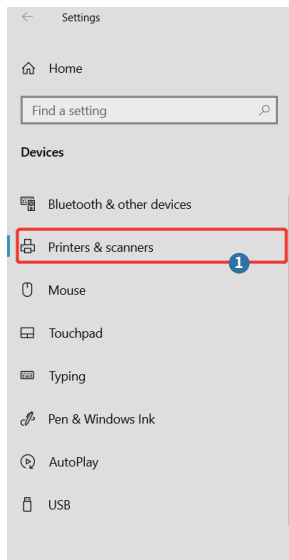 Settings
Home
Find a setting
Devices
Bluetooth & other devices
Printers & scanners
1
Mouse
Touchpad
Typing
Pen & Windows Ink
AutoPlay
USB